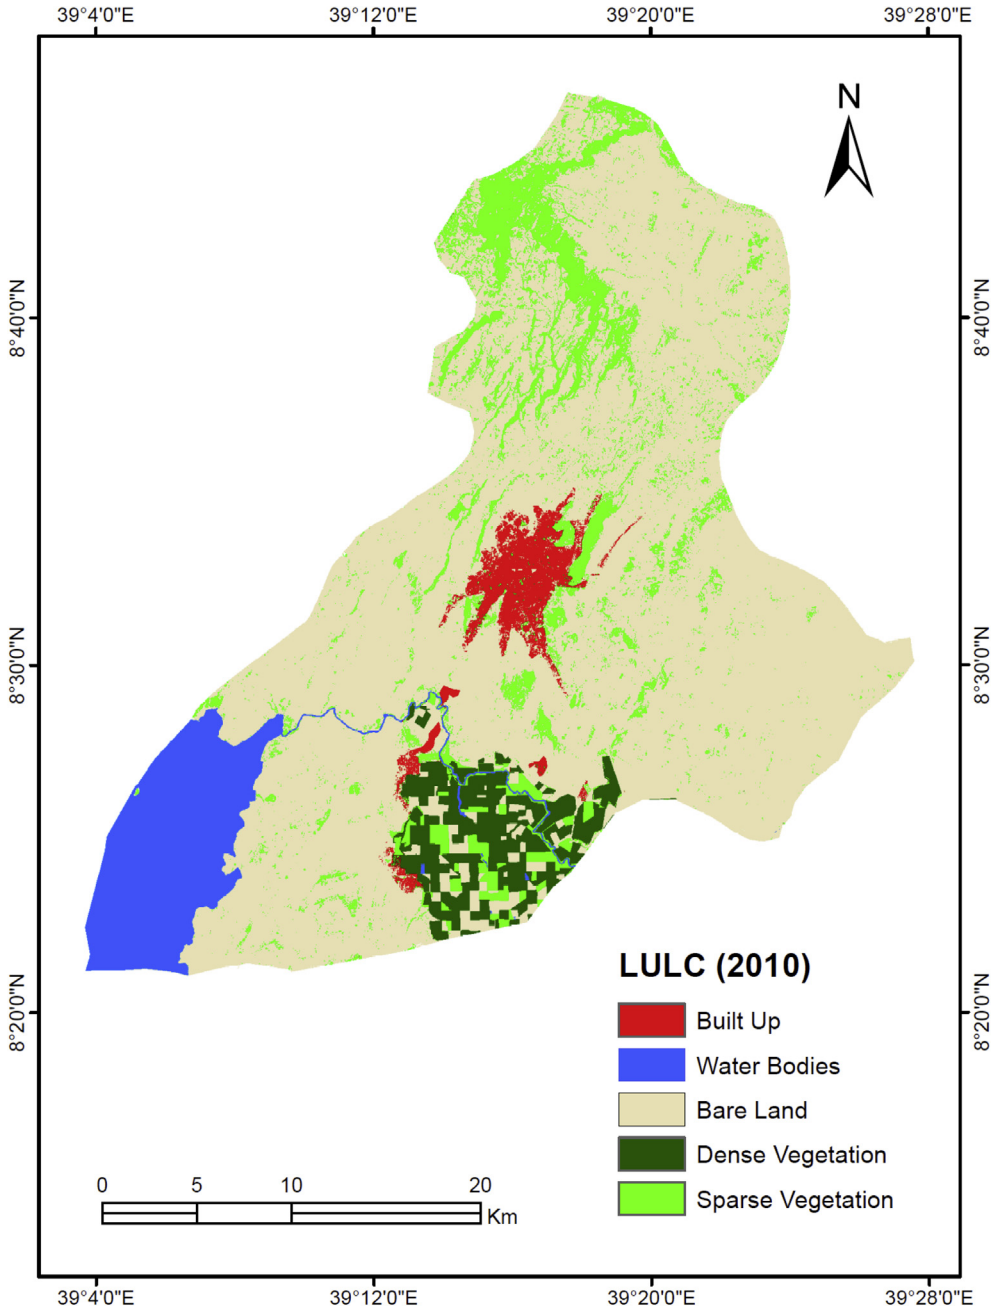 39°4'0"E 39°12'0"E 39°20'0"E 39°28'0"E
N
8°40'0"N 8°40'0"N
8°30'0"N 8°30'0"N
LULC (2010)
8°20'0"N 8°20'0"N
Built Up
Water Bodies
Bare Land
Dense Vegetation
Sparse Vegetation
0 5 10 20
Km
39°4'0"E 39°12'0"E 39°20'0"E 39°28'0"E